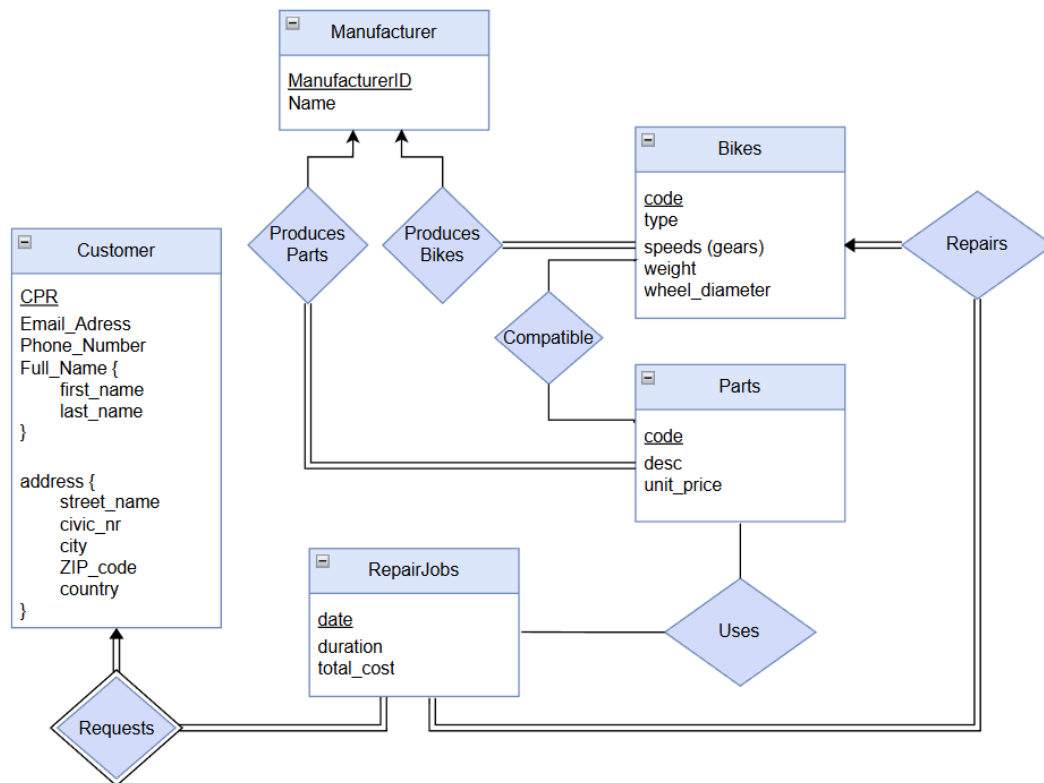 Manufacturer
ManufacturerID
Name
Bikes
code
type
speeds (gears)
weight
wheel_diameter
Produces
Parts
Produces
Bikes
Repairs
Customer
CPR
Email_Adress
Phone_Number
Full_Name {
first_name
last_name
}
address {
street_name
civic_nr
city
ZIP_code
country
}
Compatible
Parts
code
desc
unit_price
RepairJobs
date
duration
total_cost
Uses
Requests